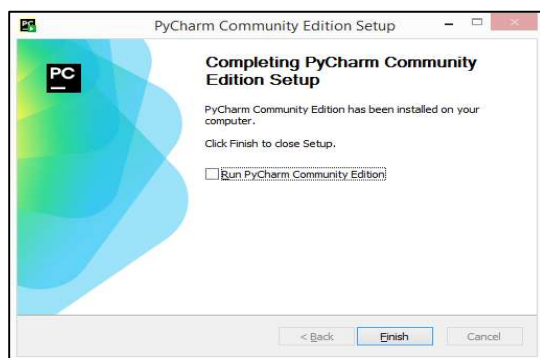 PC
PyCharm Community Edition Setup
PC
Completing PyCharm Community
Edition Setup
PyCharm Community Edition has been installed on your
computer.
Click Finish to close Setup.
Run PyCharm Community Edition
< Back
Finish
Cancel